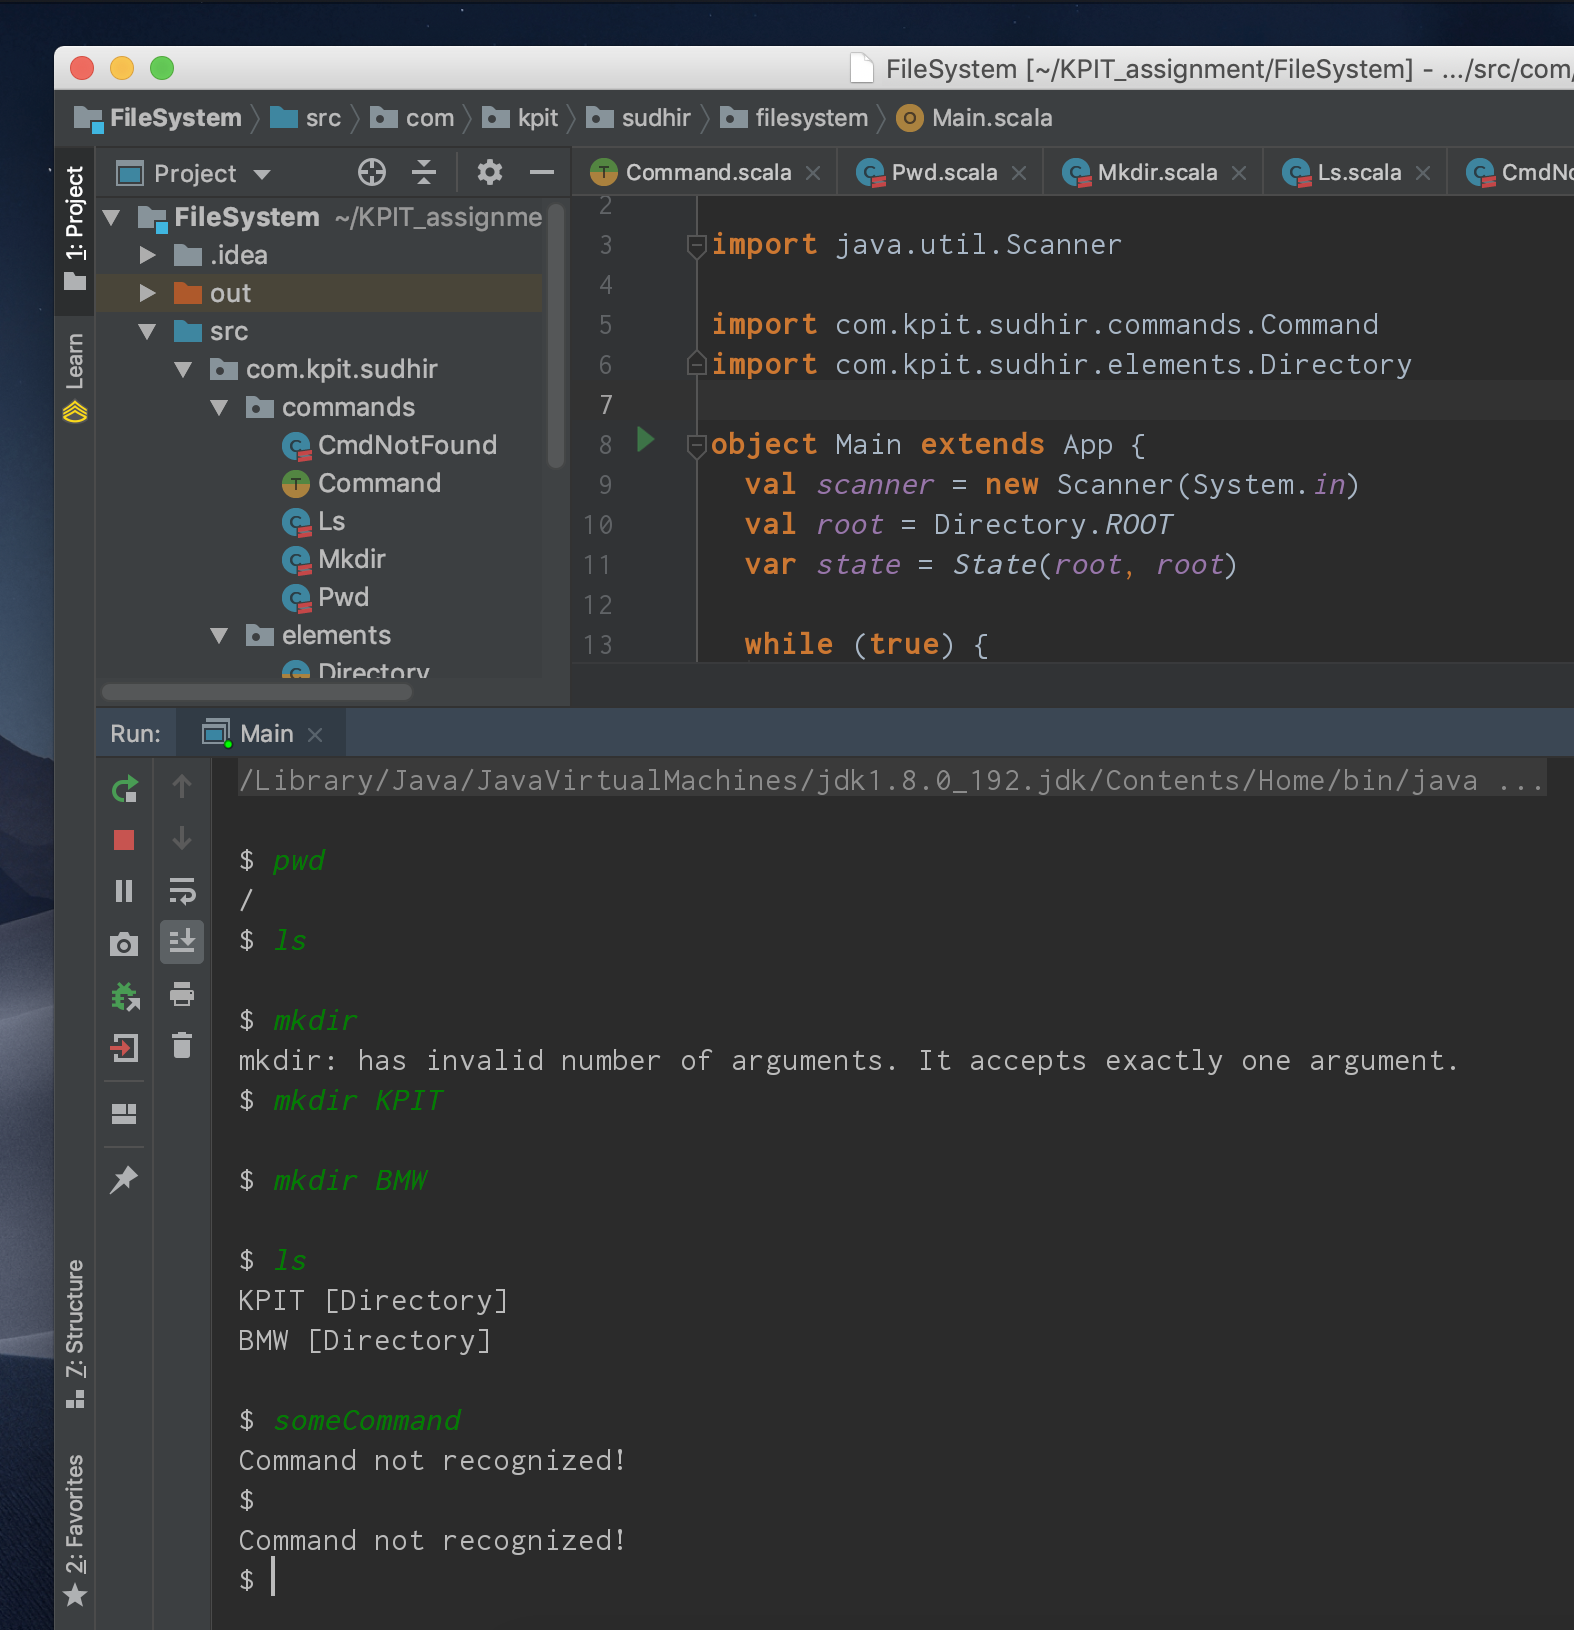 FileSystem [~/KPIT_assignment/FileSystem] - .../src/com/
FileSystem src com kpit sudhir filesystem Main.scala
1: Project
Learn
7: Structure
2: Favorites
Project
FileSystem ~/KPIT_assignme
.idea
out
src
com.kpit.sudhir
commands
CmdNotFound
Command
Ls
Mkdir
Pwd
elements
Directory
Command.scala Pwd.scala Mkdir.scala Ls.scala CmdNo
2
3 import java.util.Scanner
4
5 import com.kpit.sudhir.commands.Command
6 import com.kpit.sudhir.elements.Directory
7
8 object Main extends App {
9 val scanner = new Scanner(System.in)
10 val root = Directory.ROOT
11 var state = State(root, root)
12
13 while (true) {
Run: Main
/Library/Java/JavaVirtualMachines/jdk1.8.0_192.jdk/Contents/Home/bin/java ...
$ pwd
/
$ ls
$ mkdir
mkdir: has invalid number of arguments. It accepts exactly one argument.
$ mkdir KPIT
$ mkdir BMW
$ ls
KPIT [Directory]
BMW [Directory]
$ someCommand
Command not recognized!
$
Command not recognized!
$